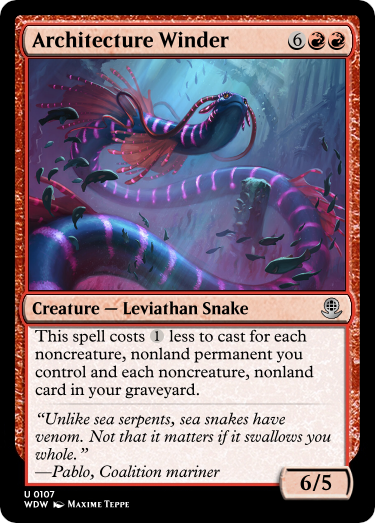 Architecture Winder 6
Creature — Leviathan Snake
This spell costs 1 less to cast for each
noncreature, nonland permanent you
control and each noncreature, nonland
card in your graveyard.
“Unlike sea serpents, sea snakes have
venom. Not that it matters if it swallows you
whole.”
—Pablo, Coalition mariner
6/5
U 0107
WDW Maxime Teppe